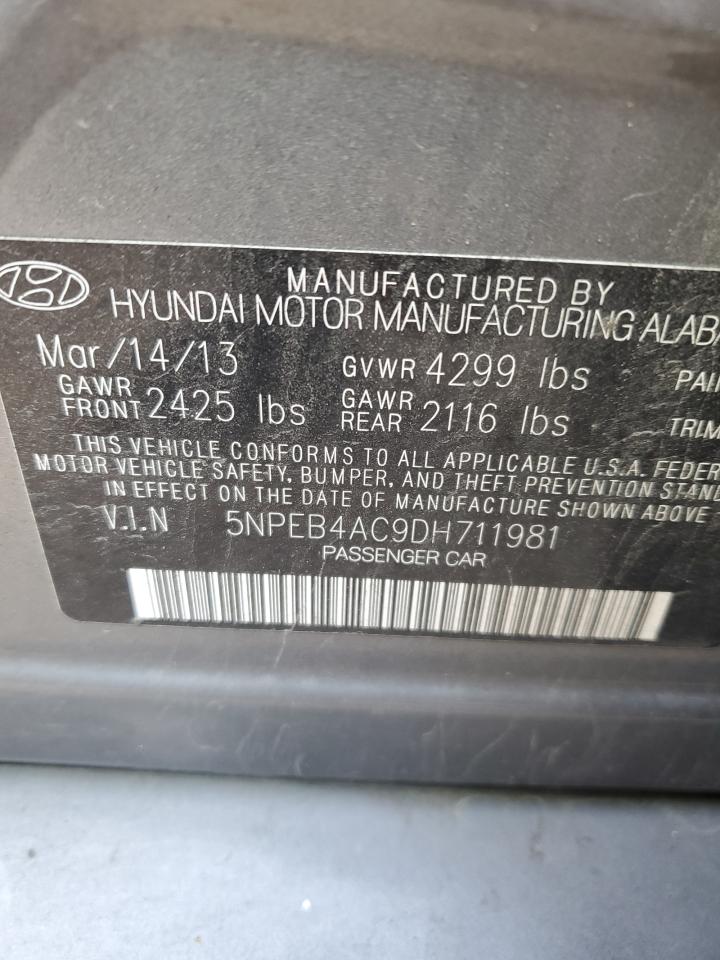 MANUFACTURED BY
HYUNDAI MOTOR MANUFACTURING ALABA
Mar/14/13 GVWR 4299 lbs PAI
GAWR FRONT 2425 lbs GAWR REAR 2116 lbs TRIM
THIS VEHICLE CONFORMS TO ALL APPLICABLE U.S.A. FEDER
MOTOR VEHICLE SAFETY, BUMPER, AND THEFT PREVENTION STAND
IN EFFECT ON THE DATE OF MANUFACTURE SHOWN ABOVE
V.I.N 5NPEB4AC9DH711981
PASSENGER CAR